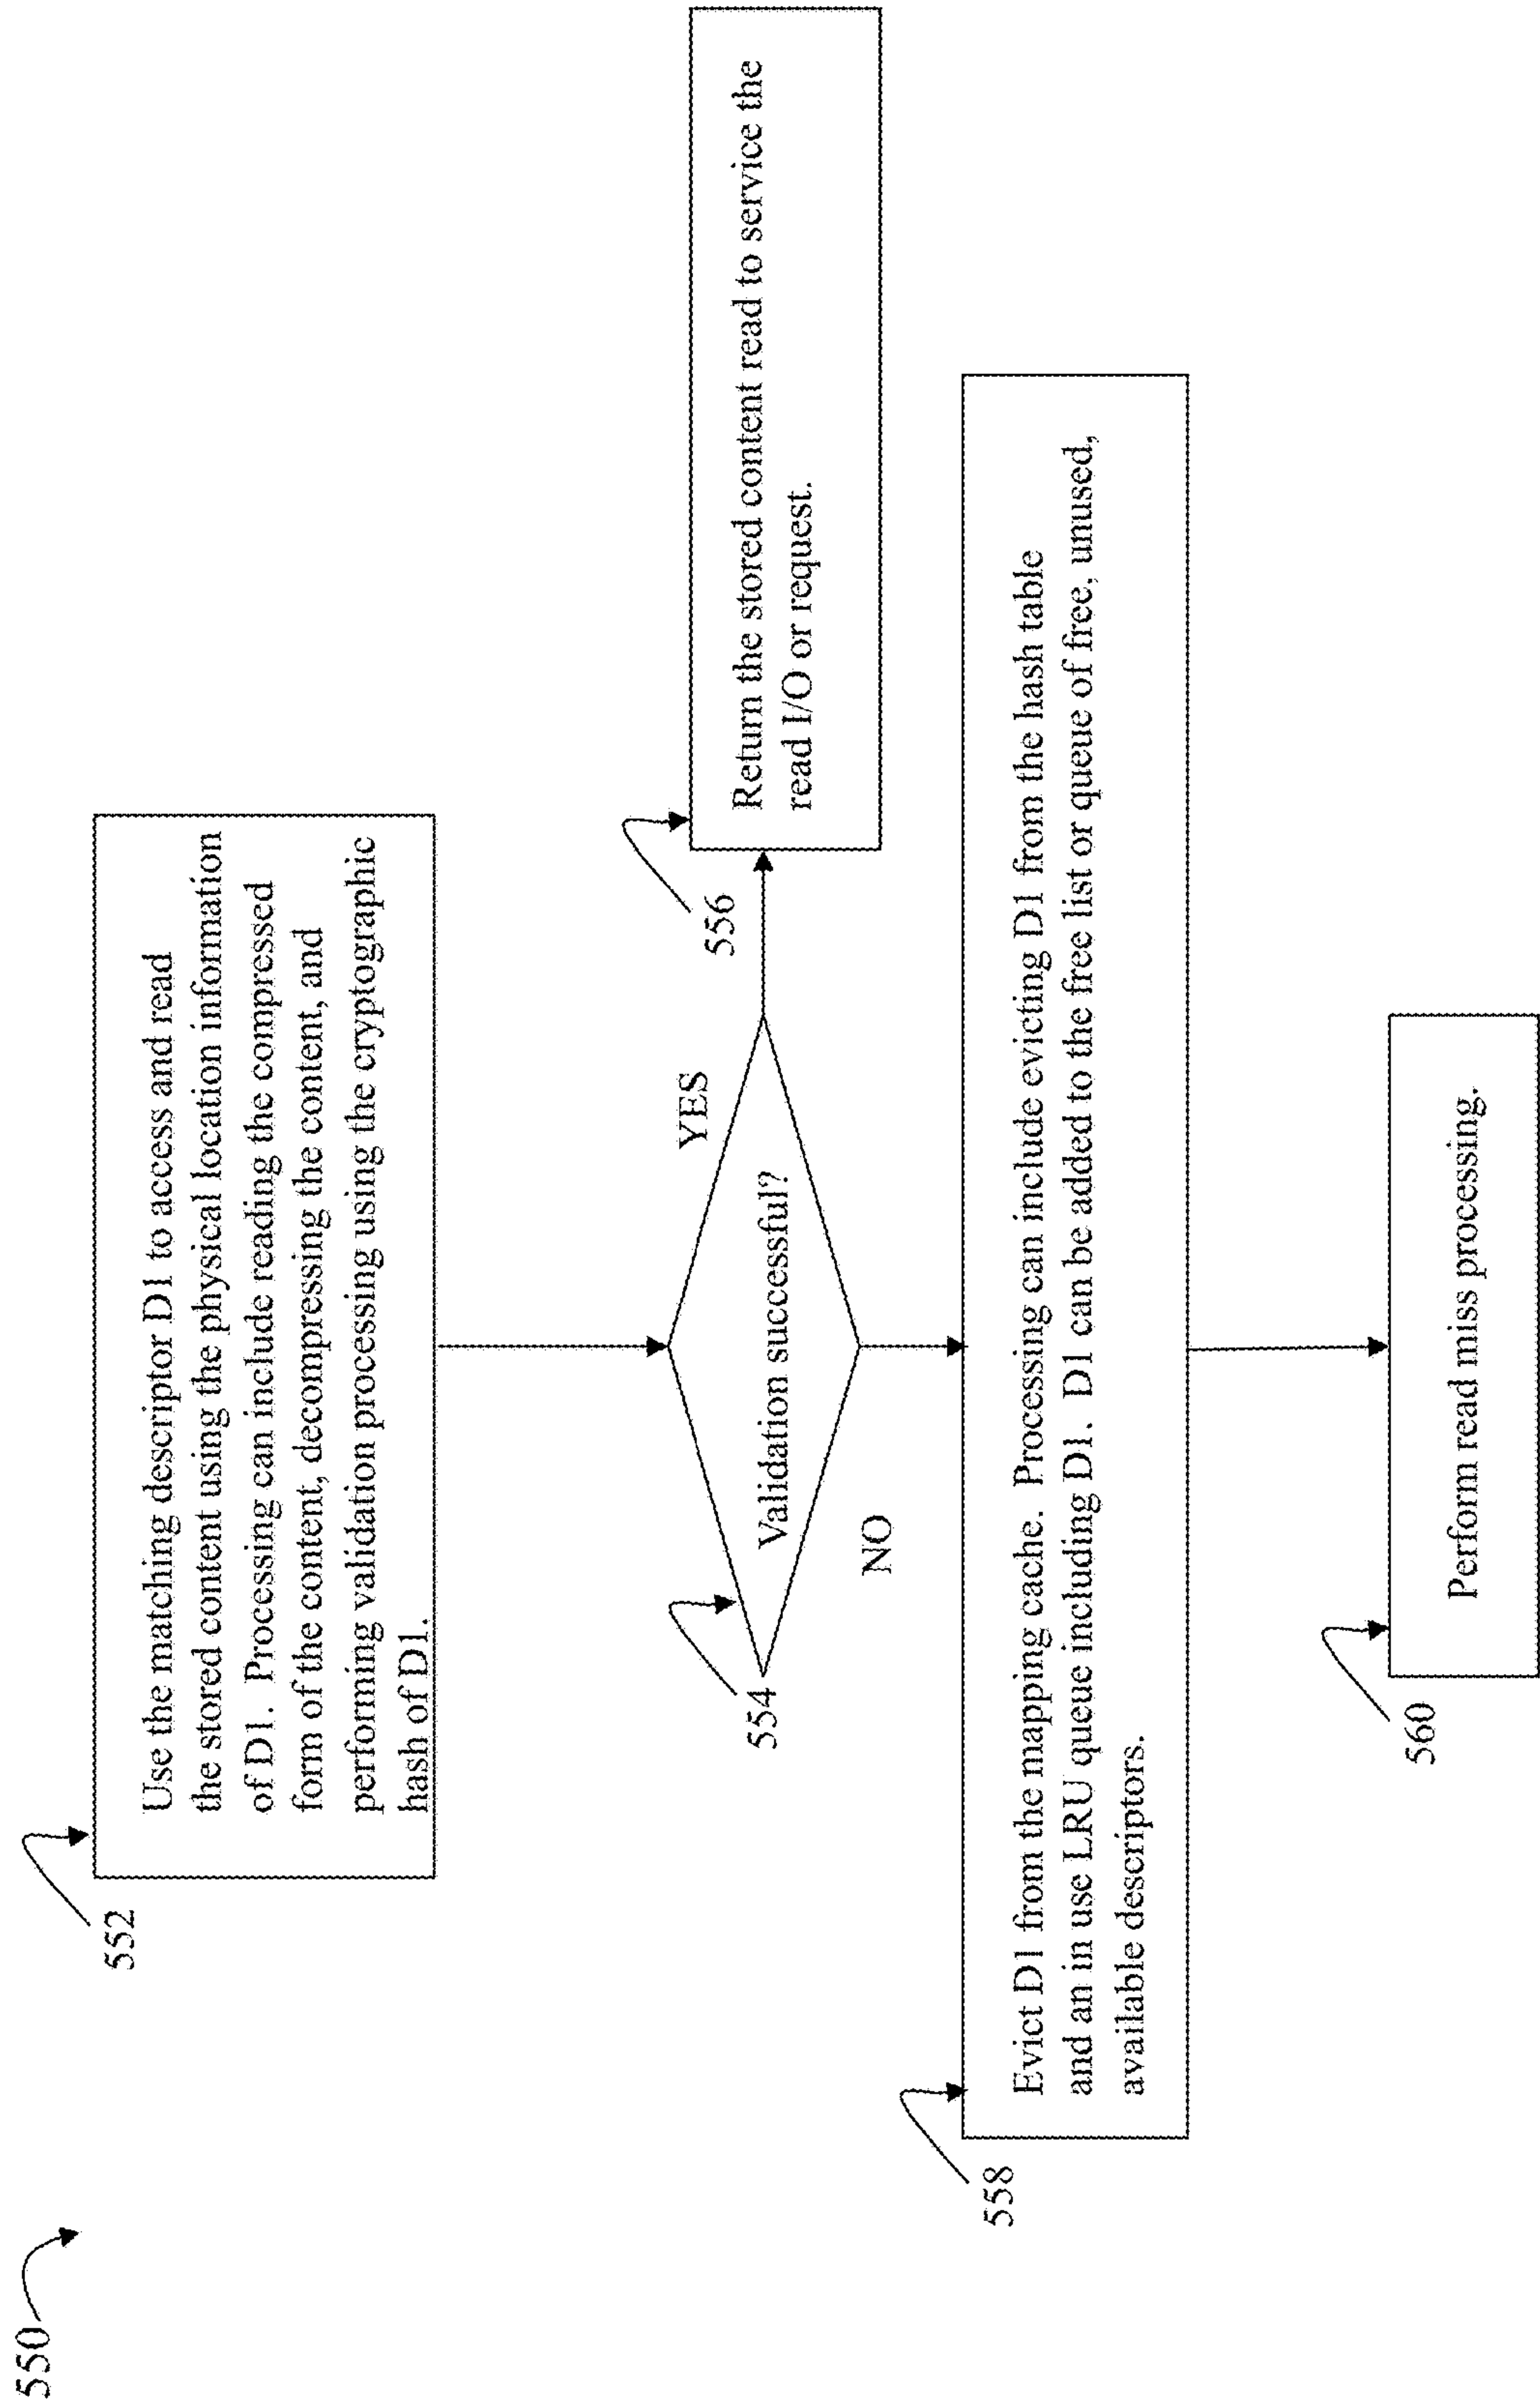 550
552
Use the matching descriptor D1 to access and read
the stored content using the physical location information
of D1. Processing can include reading the compressed
form of the content, decompressing the content, and
performing validation processing using the cryptographic
hash of D1.
554
Validation successful?
YES
556
Return the stored content read to service the
read I/O or request.
NO
558
Evict D1 from the mapping cache. Processing can include evicting D1 from the hash table
and an in use LRU queue including D1. D1 can be added to the free list or queue of free, unused,
available descriptors.
560
Perform read miss processing.